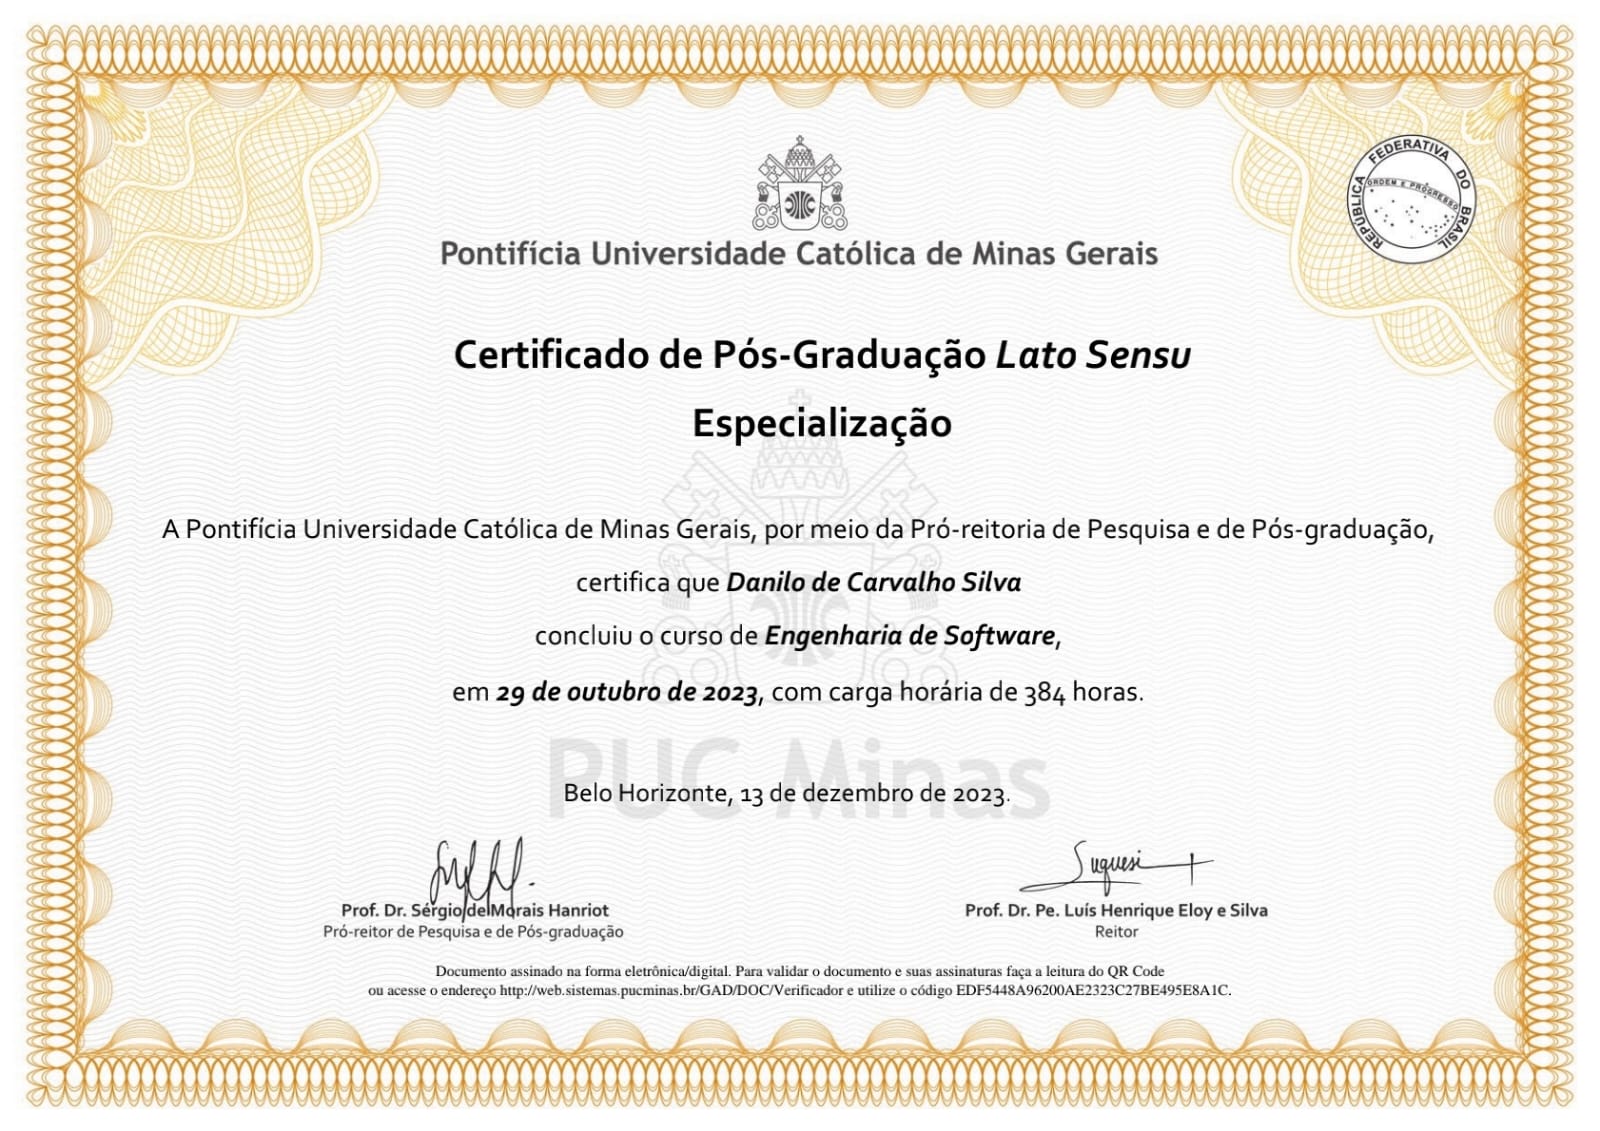 REPÚBLICA FEDERATIVA DO BRASIL
ORDEM E PROGRESSO
Pontifícia Universidade Católica de Minas Gerais
Certificado de Pós-Graduação Lato Sensu
Especialização
A Pontifícia Universidade Católica de Minas Gerais, por meio da Pró-reitoria de Pesquisa e de Pós-graduação,
certifica que Danilo de Carvalho Silva
concluiu o curso de Engenharia de Software,
em 29 de outubro de 2023, com carga horária de 384 horas.
PUC Minas
Belo Horizonte, 13 de dezembro de 2023.
Prof. Dr. Sérgio de Morais Hanriot
Pró-reitor de Pesquisa e de Pós-graduação
Prof. Dr. Pe. Luís Henrique Eloy e Silva
Reitor
Documento assinado na forma eletrônica/digital. Para validar o documento e suas assinaturas faça a leitura do QR Code
ou acesse o endereço http://web.sistemas.pucminas.br/GAD/DOC/Verificador e utilize o código EDF5448A96200AE2323C27BE495E8A1C.